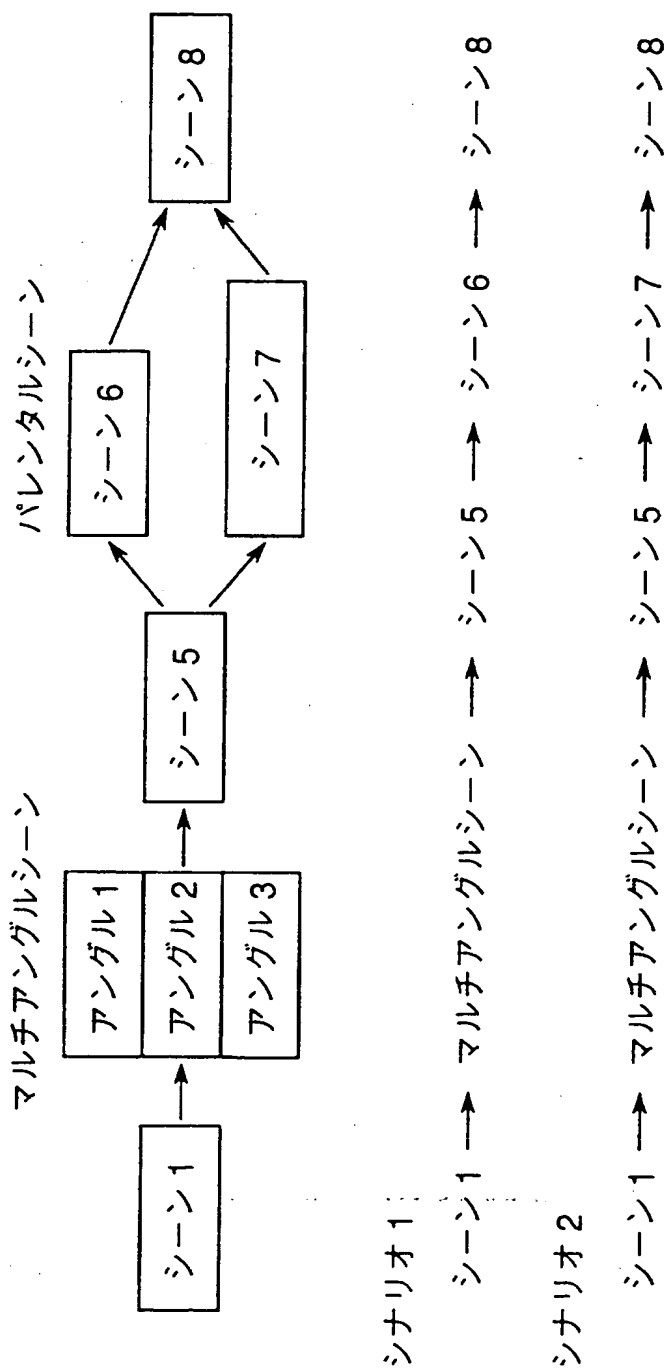 マルチアングルシーン
パレンタルシーン
シーン1
アングル1
アングル2
アングル3
シーン5
シーン6
シーン7
シーン8
シナリオ1
シーン1 → マルチアングルシーン → シーン5 → シーン6 → シーン8
シナリオ2
シーン1 → マルチアングルシーン → シーン5 → シーン7 → シーン8